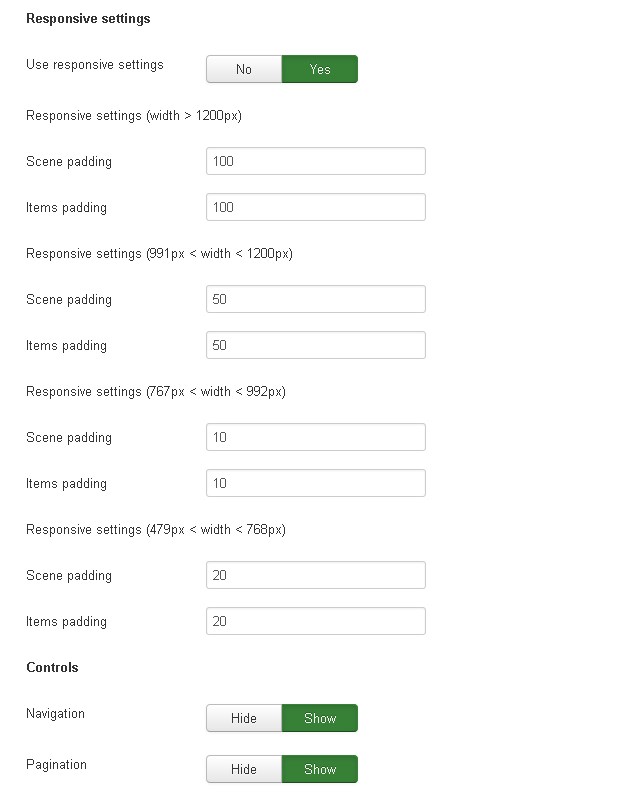 Responsive settings
Use responsive settings No Yes
Responsive settings (width > 1200px)
Scene padding 100
Items padding 100
Responsive settings (991px < width < 1200px)
Scene padding 50
Items padding 50
Responsive settings (767px < width < 992px)
Scene padding 10
Items padding 10
Responsive settings (479px < width < 768px)
Scene padding 20
Items padding 20
Controls
Navigation Hide Show
Pagination Hide Show